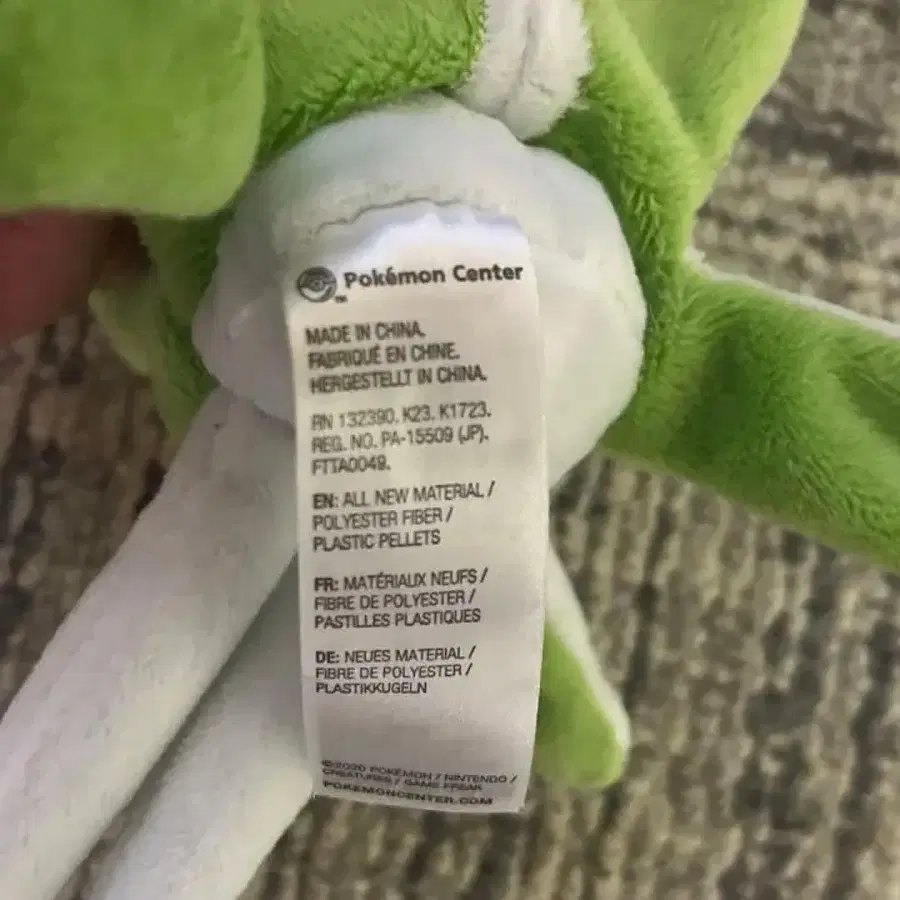 Pokémon Center
TM
MADE IN CHINA.
FABRIQUÉ EN CHINE.
HERGESTELLT IN CHINA.
RN 132390. K23. K1723.
REG. NO. PA-15509 (JP).
FTTA0049.
EN: ALL NEW MATERIAL /
POLYESTER FIBER /
PLASTIC PELLETS
FR: MATÉRIAUX NEUFS /
FIBRE DE POLYESTER /
PASTILLES PLASTIQUES
DE: NEUES MATERIAL /
FIBRE DE POLYESTER /
PLASTIKKUGELN
©2020 POKÉMON / NINTENDO /
CREATURES / GAME FREAK
POKEMONCENTER.COM